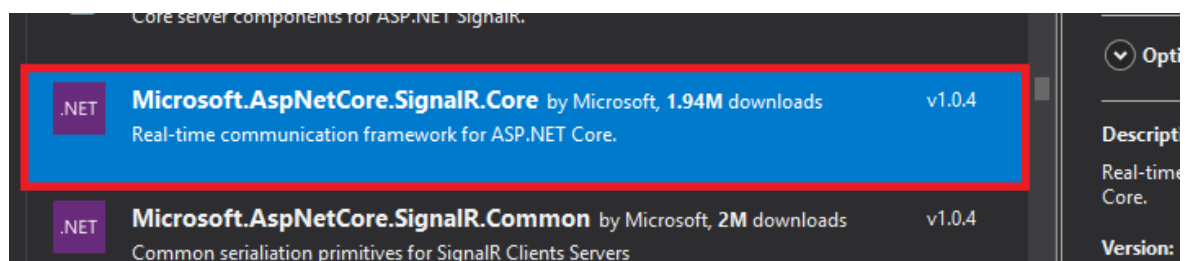 Core server components for ASP.NET SignalR.
.NET
Microsoft.AspNetCore.SignalR.Core by Microsoft, 1.94M downloads v1.0.4
Real-time communication framework for ASP.NET Core.
.NET
Microsoft.AspNetCore.SignalR.Common by Microsoft, 2M downloads v1.0.4
Common serialiation primitives for SignalR Clients Servers
Opti
Descripti
Real-time
Core.
Version: